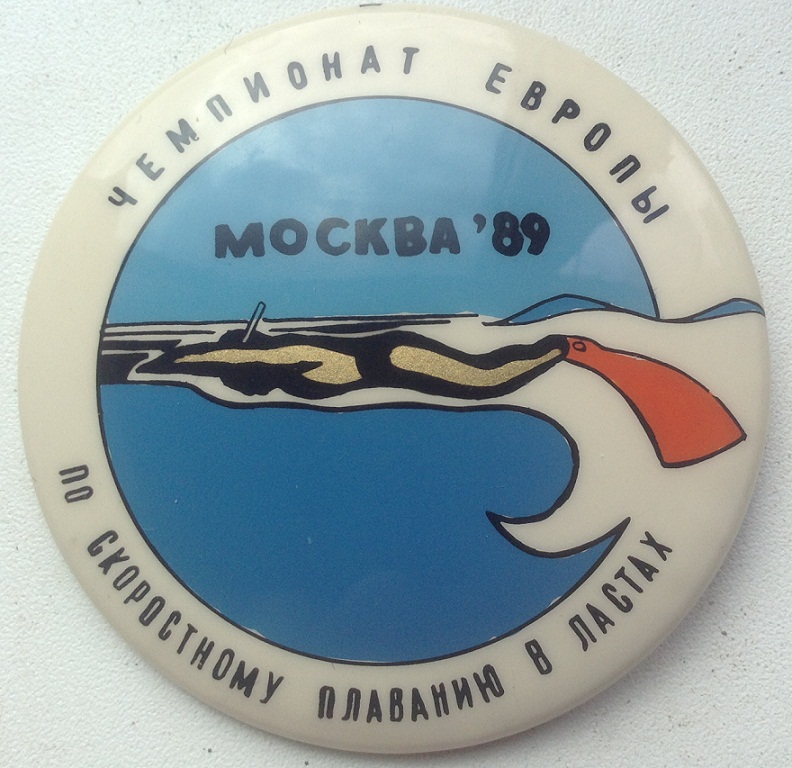 ЧЕМПИОНАТ ЕВРОПЫ
МОСКВА '89
ПО СКОРОСТНОМУ ПЛАВАНИЮ В ЛАСТАХ